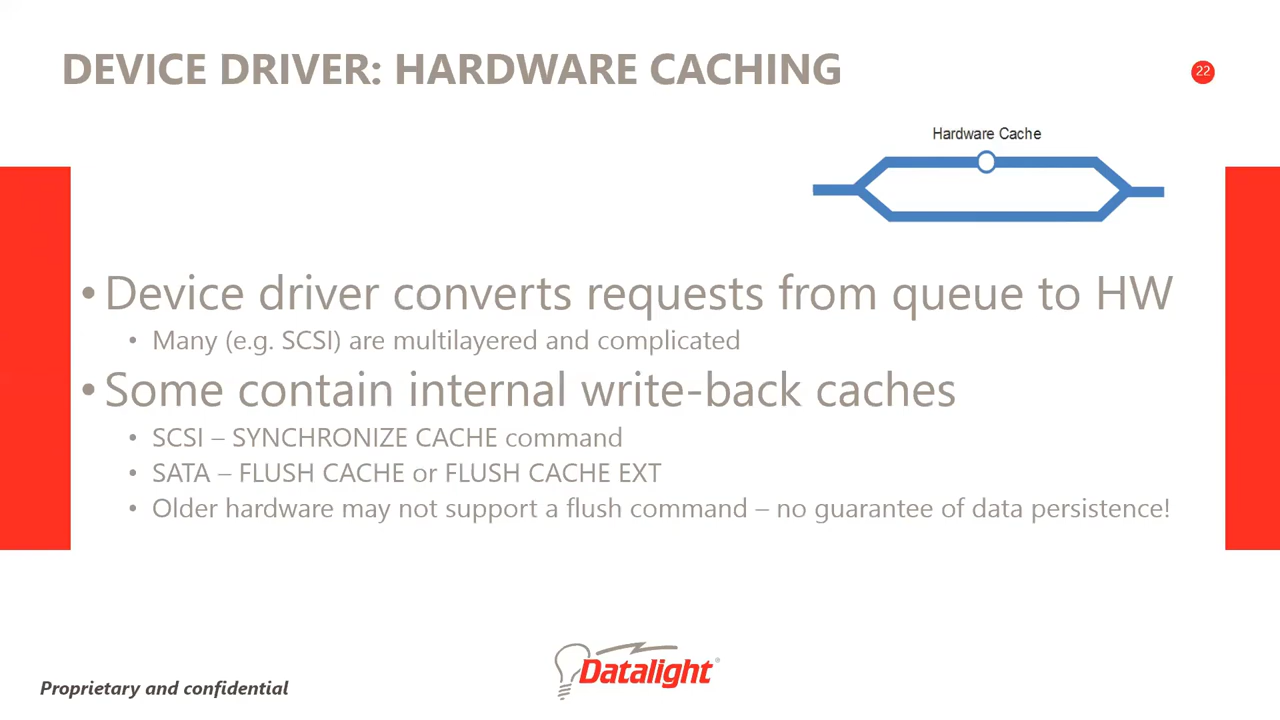 DEVICE DRIVER: HARDWARE CACHING
22
Hardware Cache
• Device driver converts requests from queue to HW
• Many (e.g. SCSI) are multilayered and complicated
• Some contain internal write-back caches
• SCSI – SYNCHRONIZE CACHE command
• SATA – FLUSH CACHE or FLUSH CACHE EXT
• Older hardware may not support a flush command – no guarantee of data persistence!
Datalight®
Proprietary and confidential